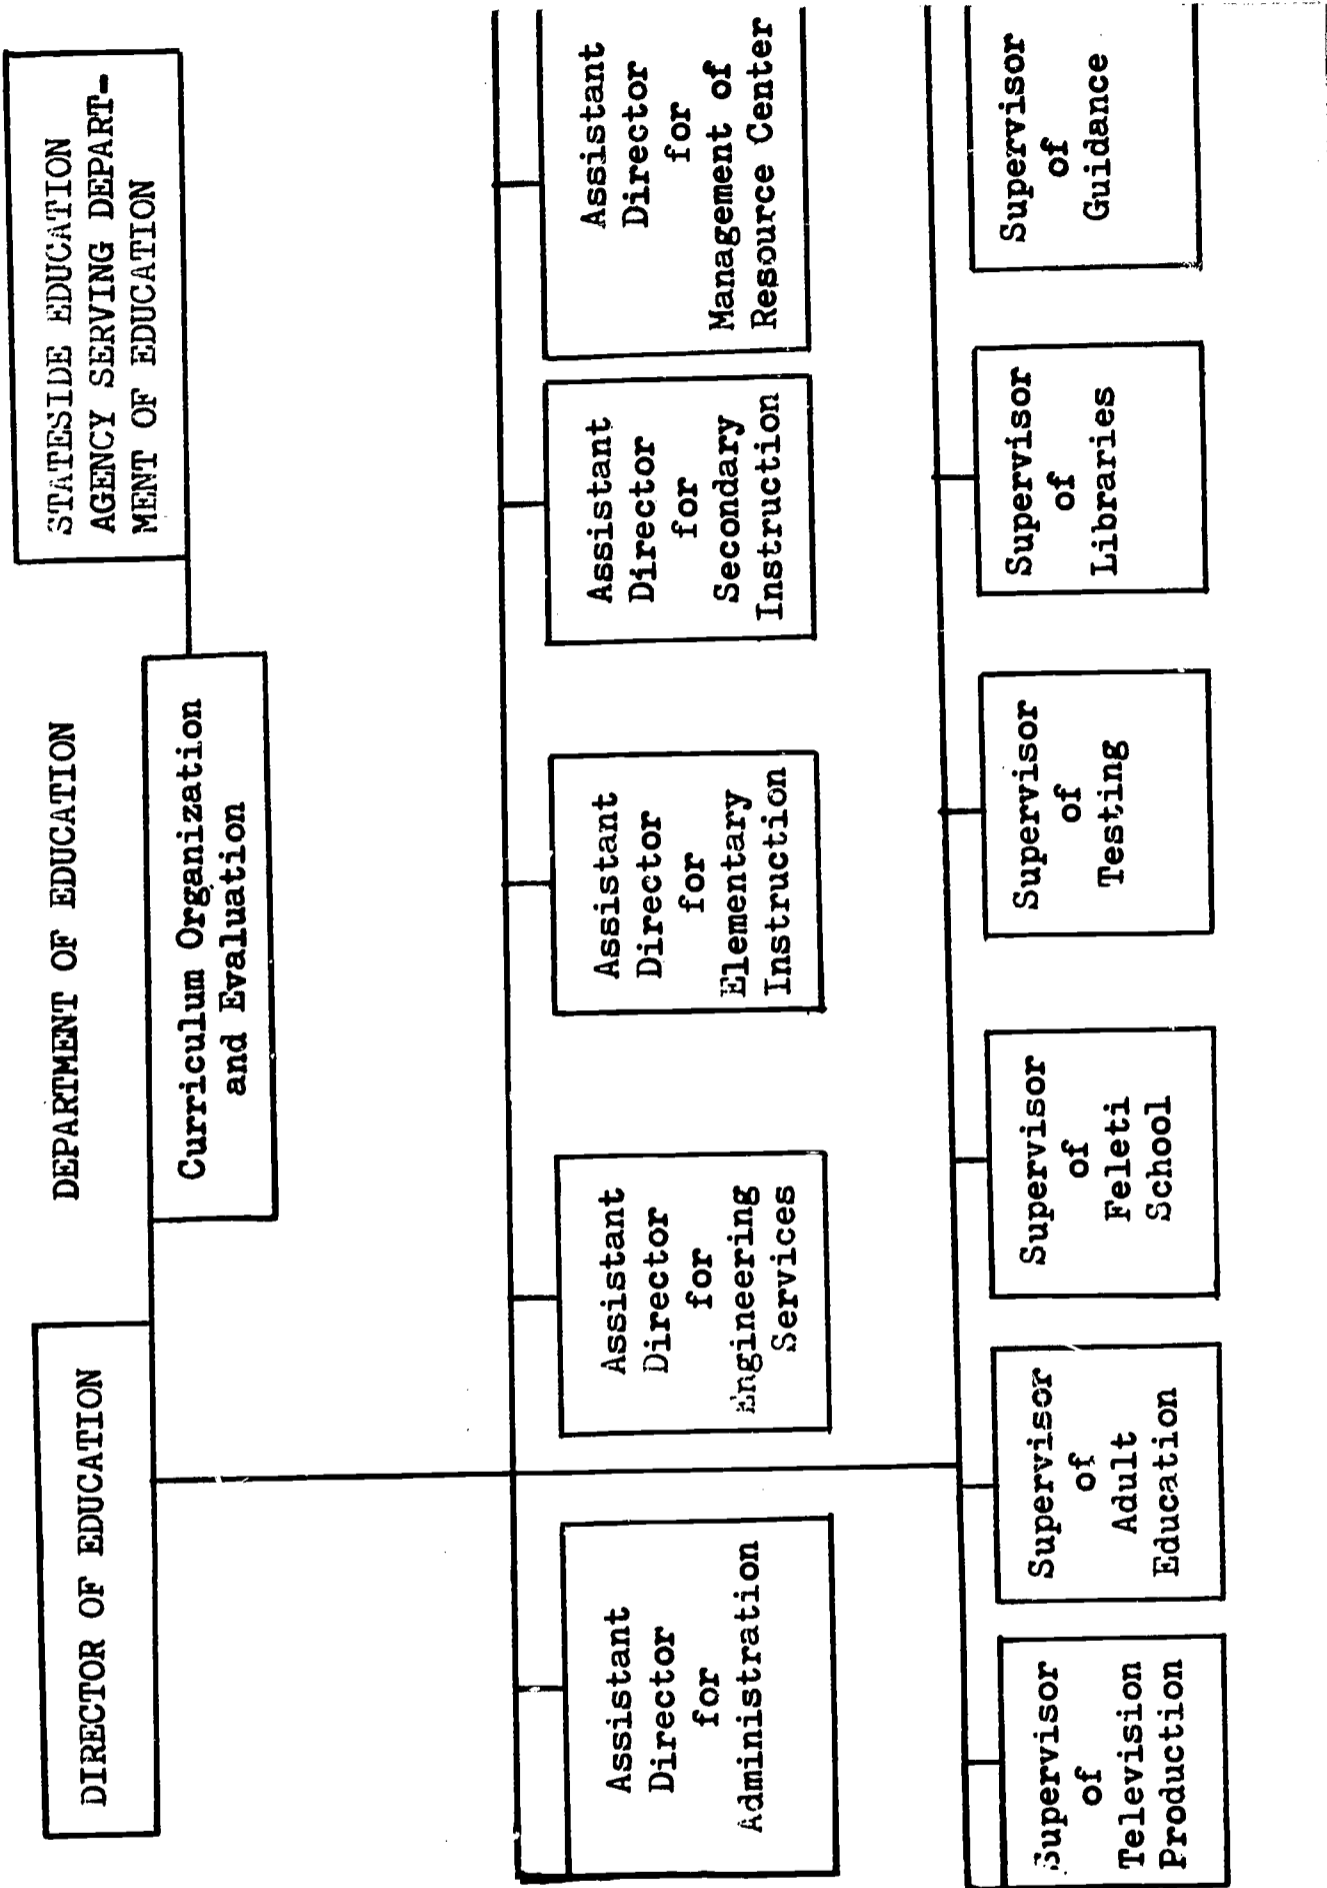 DEPARTMENT OF EDUCATION
DIRECTOR OF EDUCATION
STATESIDE EDUCATION
AGENCY SERVING DEPART-
MENT OF EDUCATION
Curriculum Organization
and Evaluation
Assistant
Director
for
Administration
Assistant
Director
for
Engineering
Services
Assistant
Director
for
Elementary
Instruction
Assistant
Director
for
Secondary
Instruction
Assistant
Director
for
Management of
Resource Center
Supervisor
of
Television
Production
Supervisor
of
Adult
Education
Supervisor
of
Feleti
School
Supervisor
of
Testing
Supervisor
of
Libraries
Supervisor
of
Guidance